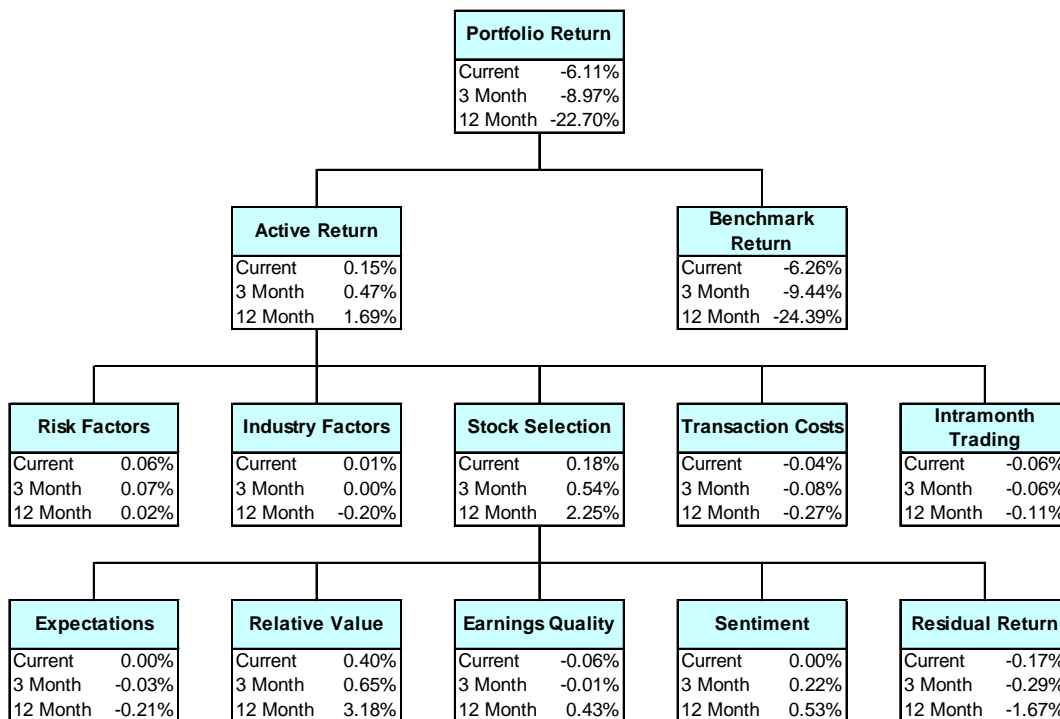 Portfolio Return
Current -6.11%
3 Month -8.97%
12 Month -22.70%
Active Return
Current 0.15%
3 Month 0.47%
12 Month 1.69%
Benchmark
Return
Current -6.26%
3 Month -9.44%
12 Month -24.39%
Risk Factors
Current 0.06%
3 Month 0.07%
12 Month 0.02%
Industry Factors
Current 0.01%
3 Month 0.00%
12 Month -0.20%
Stock Selection
Current 0.18%
3 Month 0.54%
12 Month 2.25%
Transaction Costs
Current -0.04%
3 Month -0.08%
12 Month -0.27%
Intramonth
Trading
Current -0.06%
3 Month -0.06%
12 Month -0.11%
Expectations
Current 0.00%
3 Month -0.03%
12 Month -0.21%
Relative Value
Current 0.40%
3 Month 0.65%
12 Month 3.18%
Earnings Quality
Current -0.06%
3 Month -0.01%
12 Month 0.43%
Sentiment
Current 0.00%
3 Month 0.22%
12 Month 0.53%
Residual Return
Current -0.17%
3 Month -0.29%
12 Month -1.67%